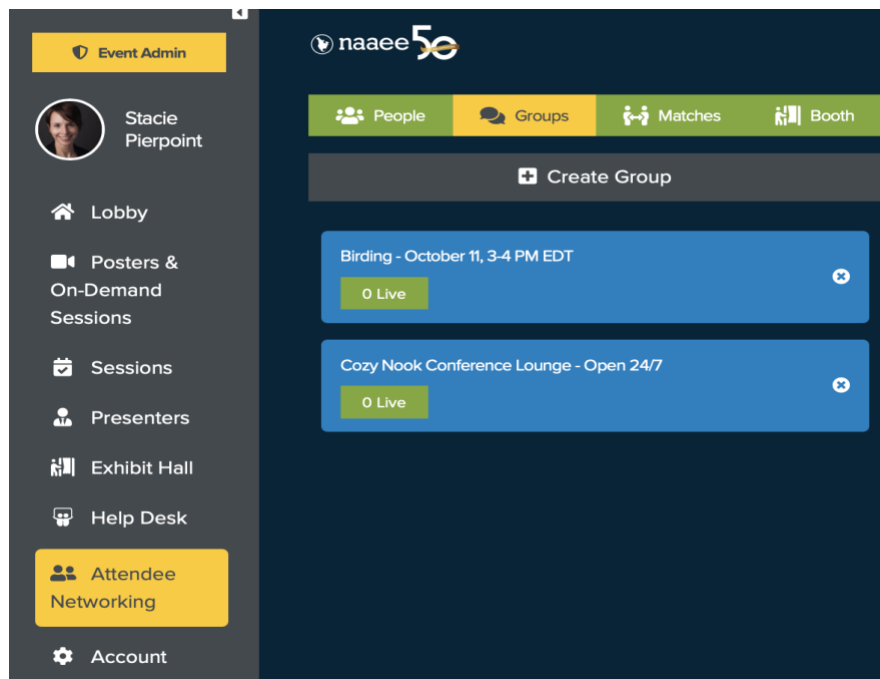 Event Admin
Stacie
Pierpoint
Lobby
Posters &
On-Demand
Sessions
Sessions
Presenters
Exhibit Hall
Help Desk
Attendee
Networking
Account
naaee 50
People
Groups
Matches
Booth
Create Group
Birding - October 11, 3-4 PM EDT
0 Live
Cozy Nook Conference Lounge - Open 24/7
0 Live